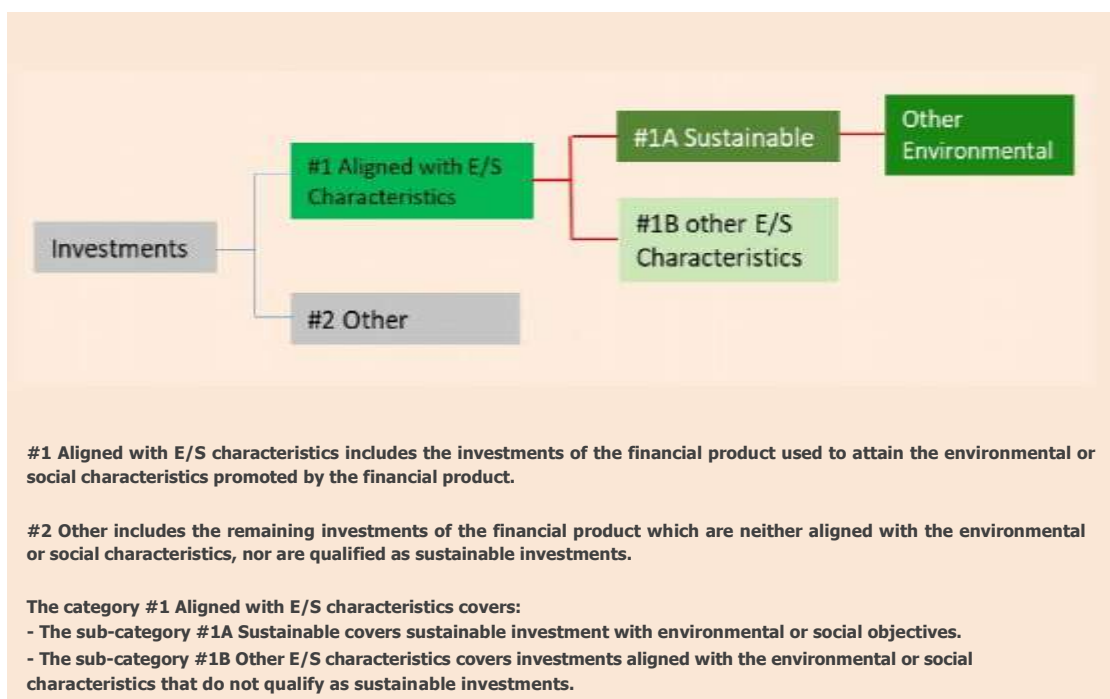 Investments
#1 Aligned with E/S
Characteristics
#2 Other
#1A Sustainable
#1B other E/S
Characteristics
Other
Environmental
#1 Aligned with E/S characteristics includes the investments of the financial product used to attain the environmental or
social characteristics promoted by the financial product.
#2 Other includes the remaining investments of the financial product which are neither aligned with the environmental
or social characteristics, nor are qualified as sustainable investments.
The category #1 Aligned with E/S characteristics covers:
- The sub-category #1A Sustainable covers sustainable investment with environmental or social objectives.
- The sub-category #1B Other E/S characteristics covers investments aligned with the environmental or social
characteristics that do not qualify as sustainable investments.